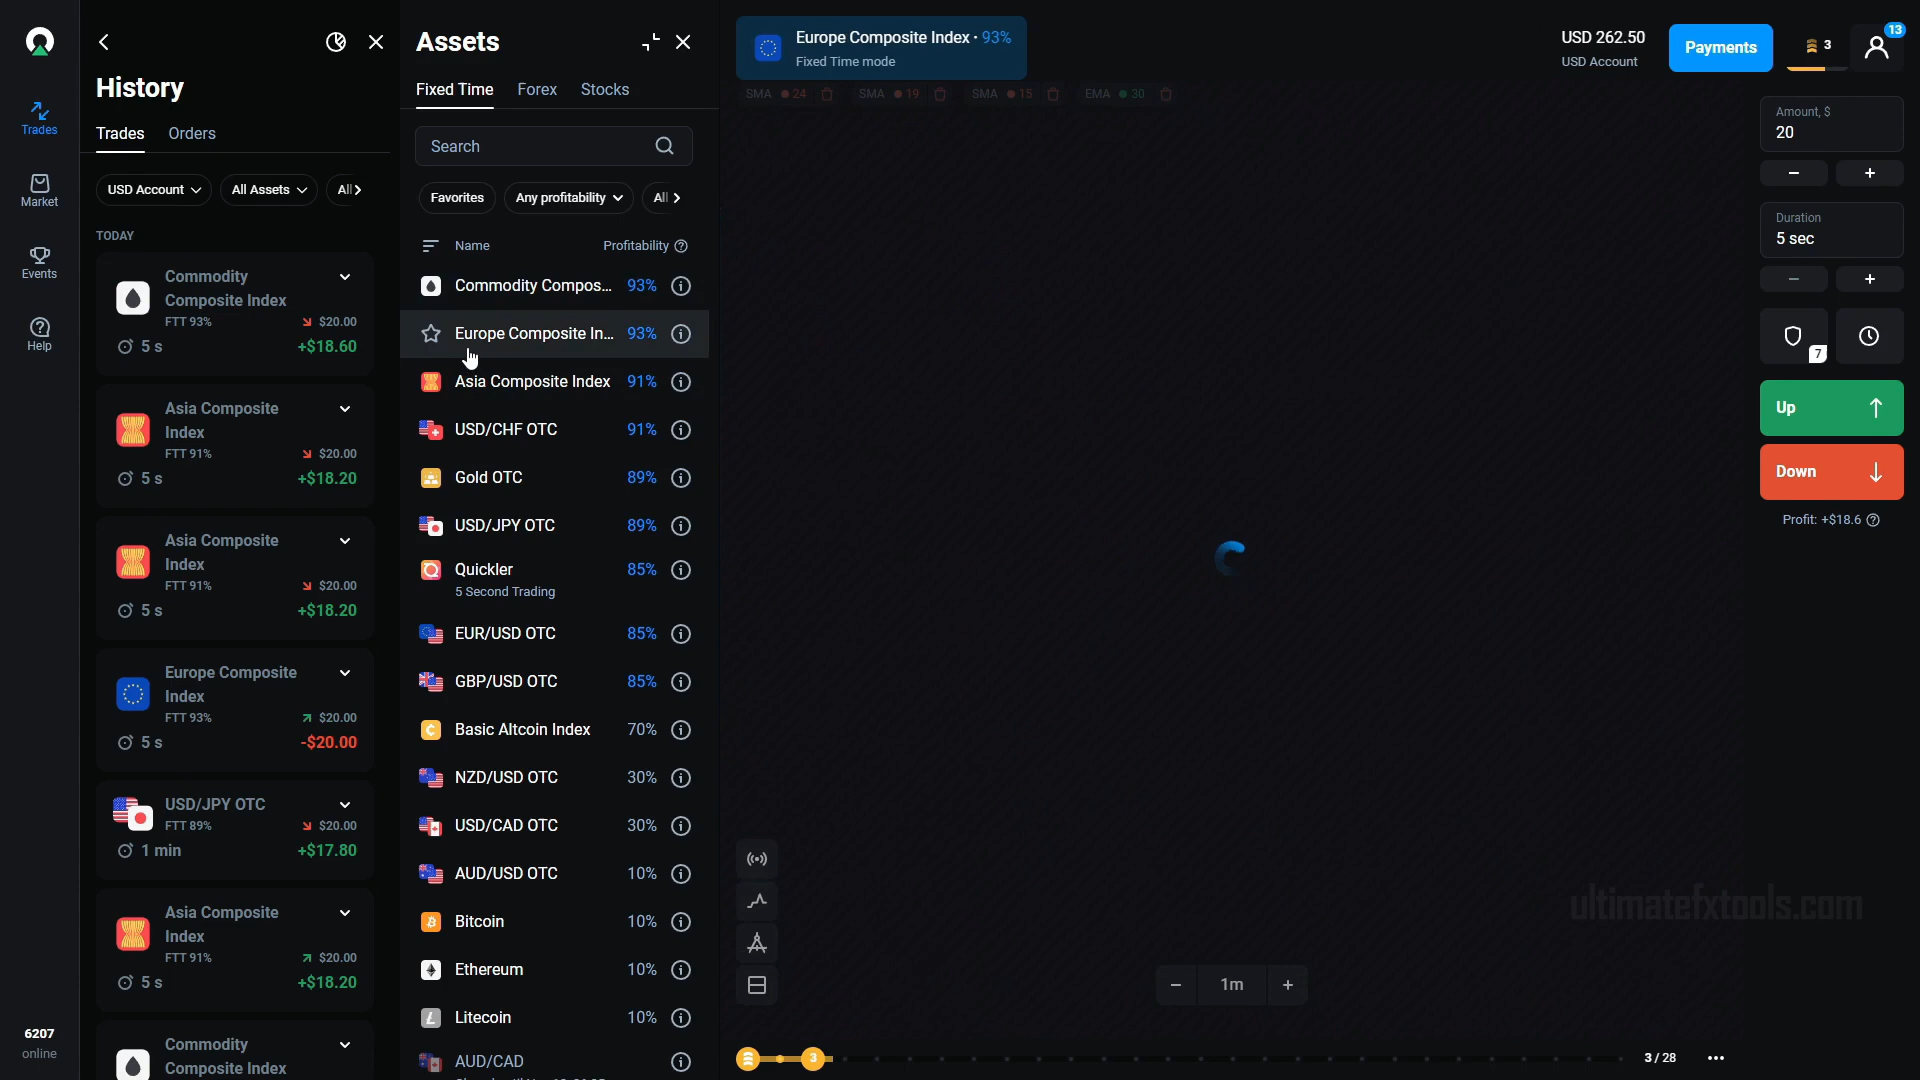 Trades
Market
Events
Help
6207
online
History
Trades
Orders
USD Account
All Assets
All
TODAY
Commodity
Composite Index
FTT 93%
$20.00
5 s
+$18.60
Asia Composite
Index
FTT 91%
$20.00
5 s
+$18.20
Asia Composite
Index
FTT 91%
$20.00
5 s
+$18.20
Europe Composite
Index
FTT 93%
$20.00
5 s
-$20.00
USD/JPY OTC
FTT 89%
$20.00
1 min
+$17.80
Asia Composite
Index
FTT 91%
$20.00
5 s
+$18.20
Commodity
Composite Index
Assets
Fixed Time
Forex
Stocks
Search
Favorites
Any profitability
All
Name
Profitability
Commodity Compos... 93%
Europe Composite In... 93%
Asia Composite Index 91%
USD/CHF OTC 91%
Gold OTC 89%
USD/JPY OTC 89%
Quickler 85%
5 Second Trading
EUR/USD OTC 85%
GBP/USD OTC 85%
Basic Altcoin Index 70%
NZD/USD OTC 30%
USD/CAD OTC 30%
AUD/USD OTC 10%
Bitcoin 10%
Ethereum 10%
Litecoin 10%
AUD/CAD
Europe Composite Index · 93%
Fixed Time mode
SMA 24
SMA 19
SMA 15
EMA 30
USD 262.50
USD Account
Payments
3
13
Amount, $
20
Duration
5 sec
7
Up
Down
Profit: +$18.6
ultimatefxtools.com
1m
3
3 / 28